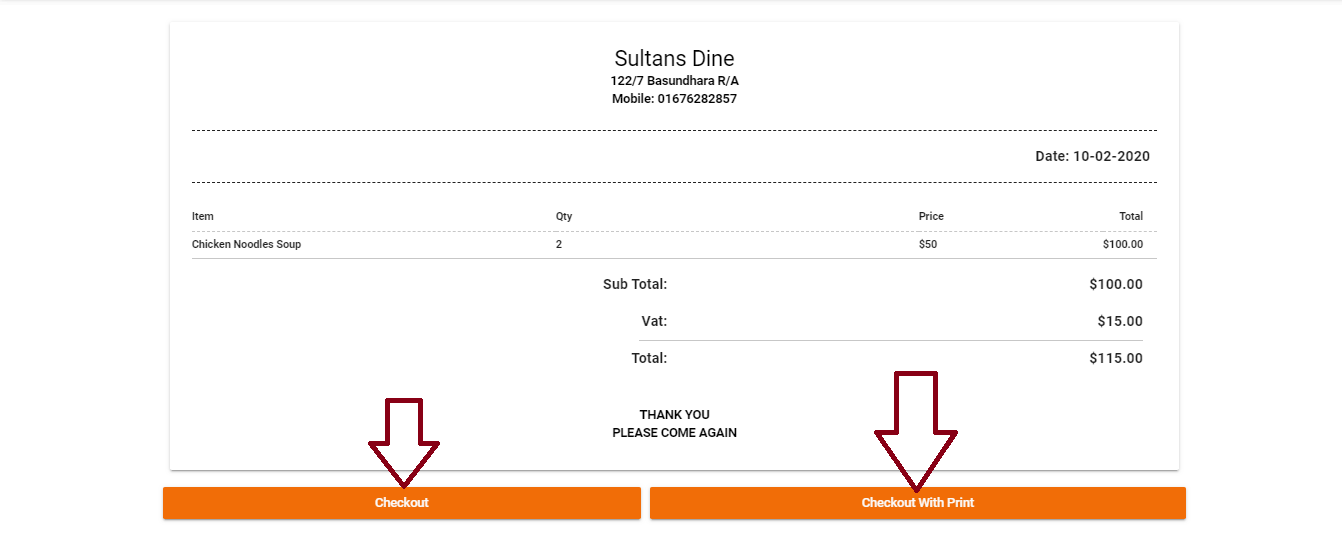 Sultans Dine
122/7 Basundhara R/A
Mobile: 01676282857
Date: 10-02-2020
Item Qty Price Total
Chicken Noodles Soup 2 $50 $100.00
Sub Total: $100.00
Vat: $15.00
Total: $115.00
THANK YOU
PLEASE COME AGAIN
Checkout Checkout With Print